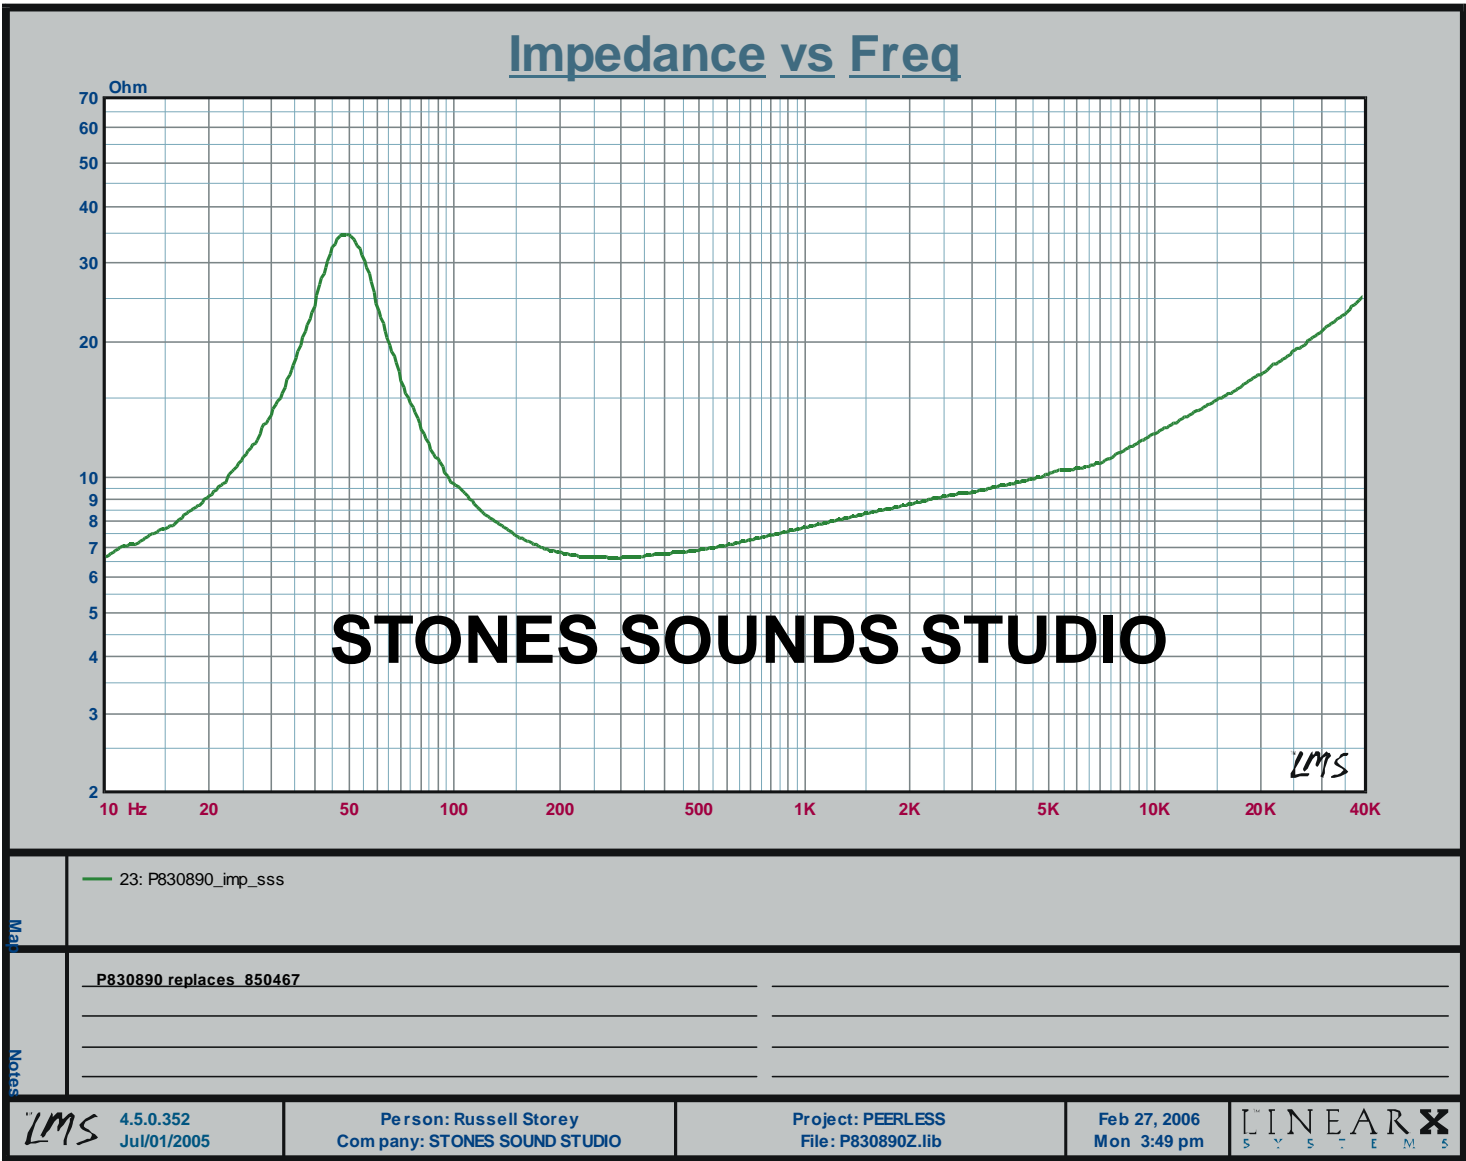 Impedance vs Freq
Ohm
70
60
50
40
30
20
10
9
8
7
6
5
4
3
2
STONES SOUNDS STUDIO
LMS
10 Hz 20 50 100 200 500 1K 2K 5K 10K 20K 40K
Map
23: P830890_imp_sss
Notes
P830890 replaces 850467
LMS
4.5.0.352
Jul/01/2005
Person: Russell Storey
Company: STONES SOUND STUDIO
Project: PEERLESS
File: P830890Z.lib
Feb 27, 2006
Mon 3:49 pm
LINEARX
SYSTEMS